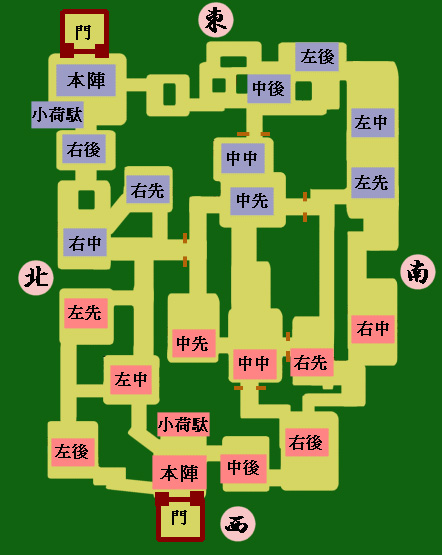 東
門
左後
本陣
中後
小荷駄
左中
右後
中中
左先
右先
中先
右中
北
南
左先
右中
中先
中中
右先
左中
小荷駄
右後
左後
中後
本陣
門
西